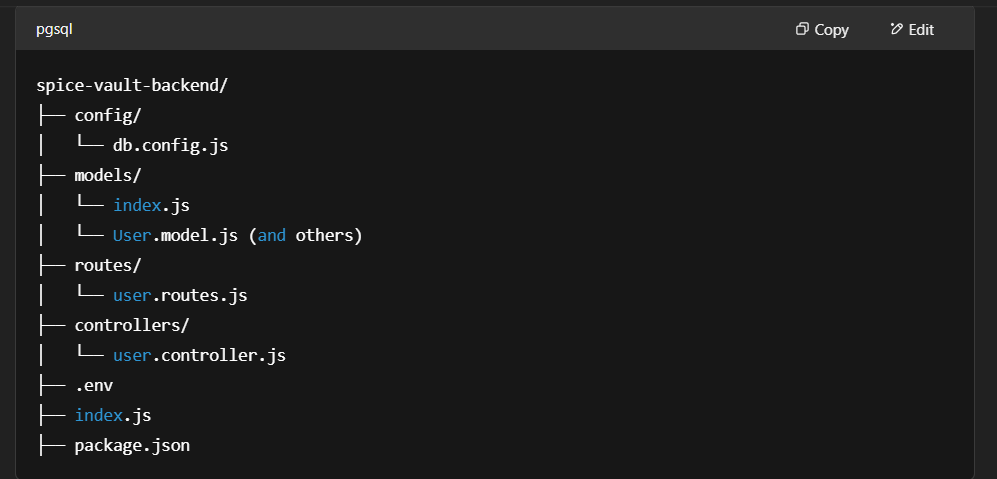 pgsql Copy Edit
spice-vault-backend/
├── config/
│   └── db.config.js
├── models/
│   └── index.js
│   └── User.model.js (and others)
├── routes/
│   └── user.routes.js
├── controllers/
│   └── user.controller.js
├── .env
├── index.js
├── package.json